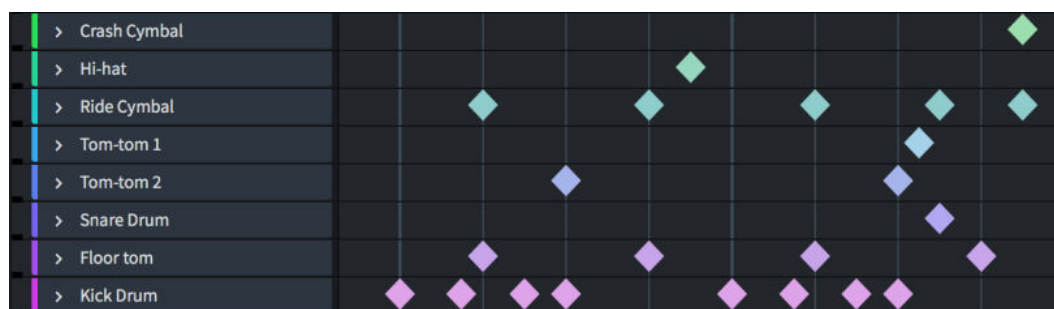 Crash Cymbal
Hi-hat
Ride Cymbal
Tom-tom 1
Tom-tom 2
Snare Drum
Floor tom
Kick Drum